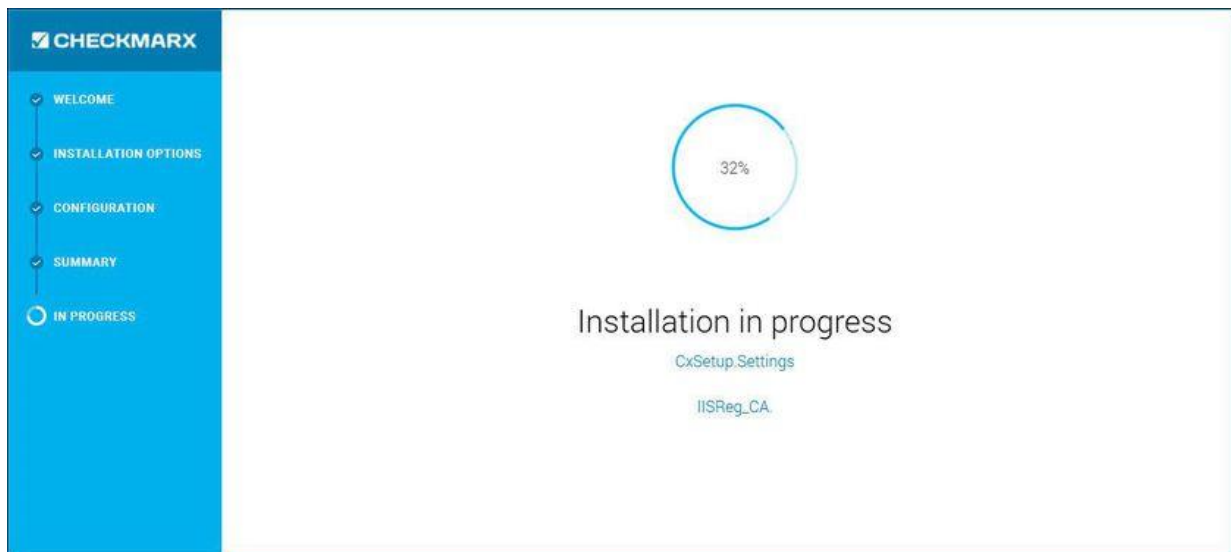 CHECKMARX
WELCOME
INSTALLATION OPTIONS
CONFIGURATION
SUMMARY
IN PROGRESS
32%
Installation in progress
CxSetup.Settings
IISReg_CA.